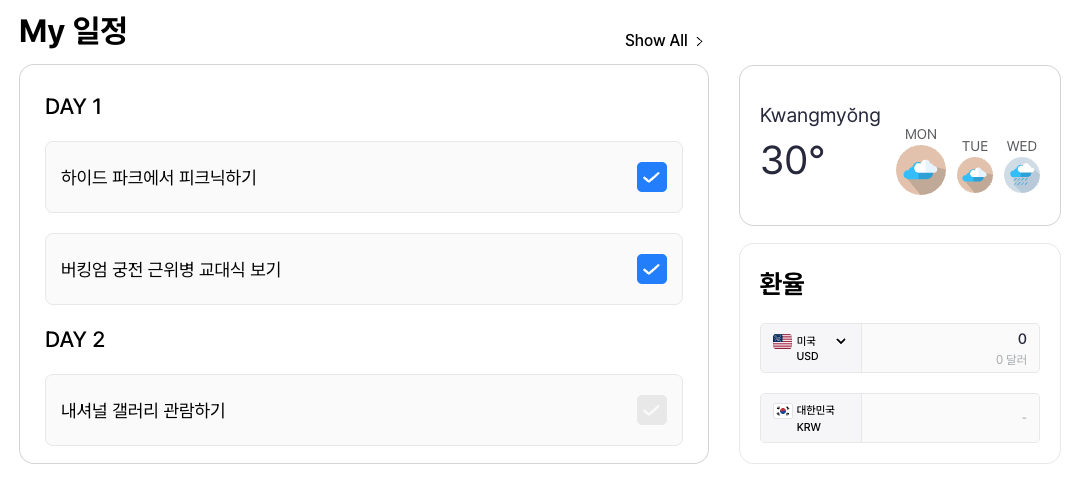 My 일정
Show All
DAY 1
하이드 파크에서 피크닉하기
버킹엄 궁전 근위병 교대식 보기
DAY 2
내셔널 갤러리 관람하기
Kwangmyŏng
30°
MON
TUE
WED
환율
미국
USD
0
0 달러
대한민국
KRW
-